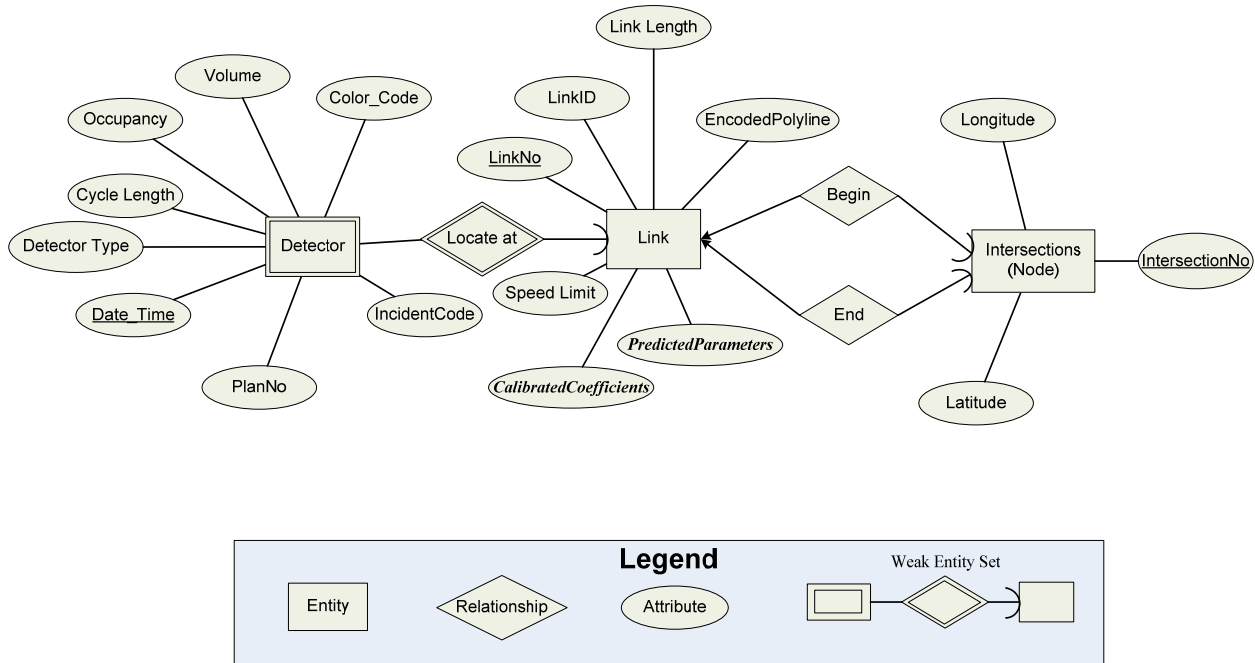 Link Length
Volume
LinkID
Color_Code
Occupancy
EncodedPolyline
Longitude
LinkNo
Cycle Length
Begin
Detector Type
Detector
Locate at
Link
Intersections
(Node)
IntersectionNo
Speed Limit
Date_Time
IncidentCode
End
PredictedParameters
PlanNo
CalibratedCoefficients
Latitude
Legend
Weak Entity Set
Entity
Relationship
Attribute